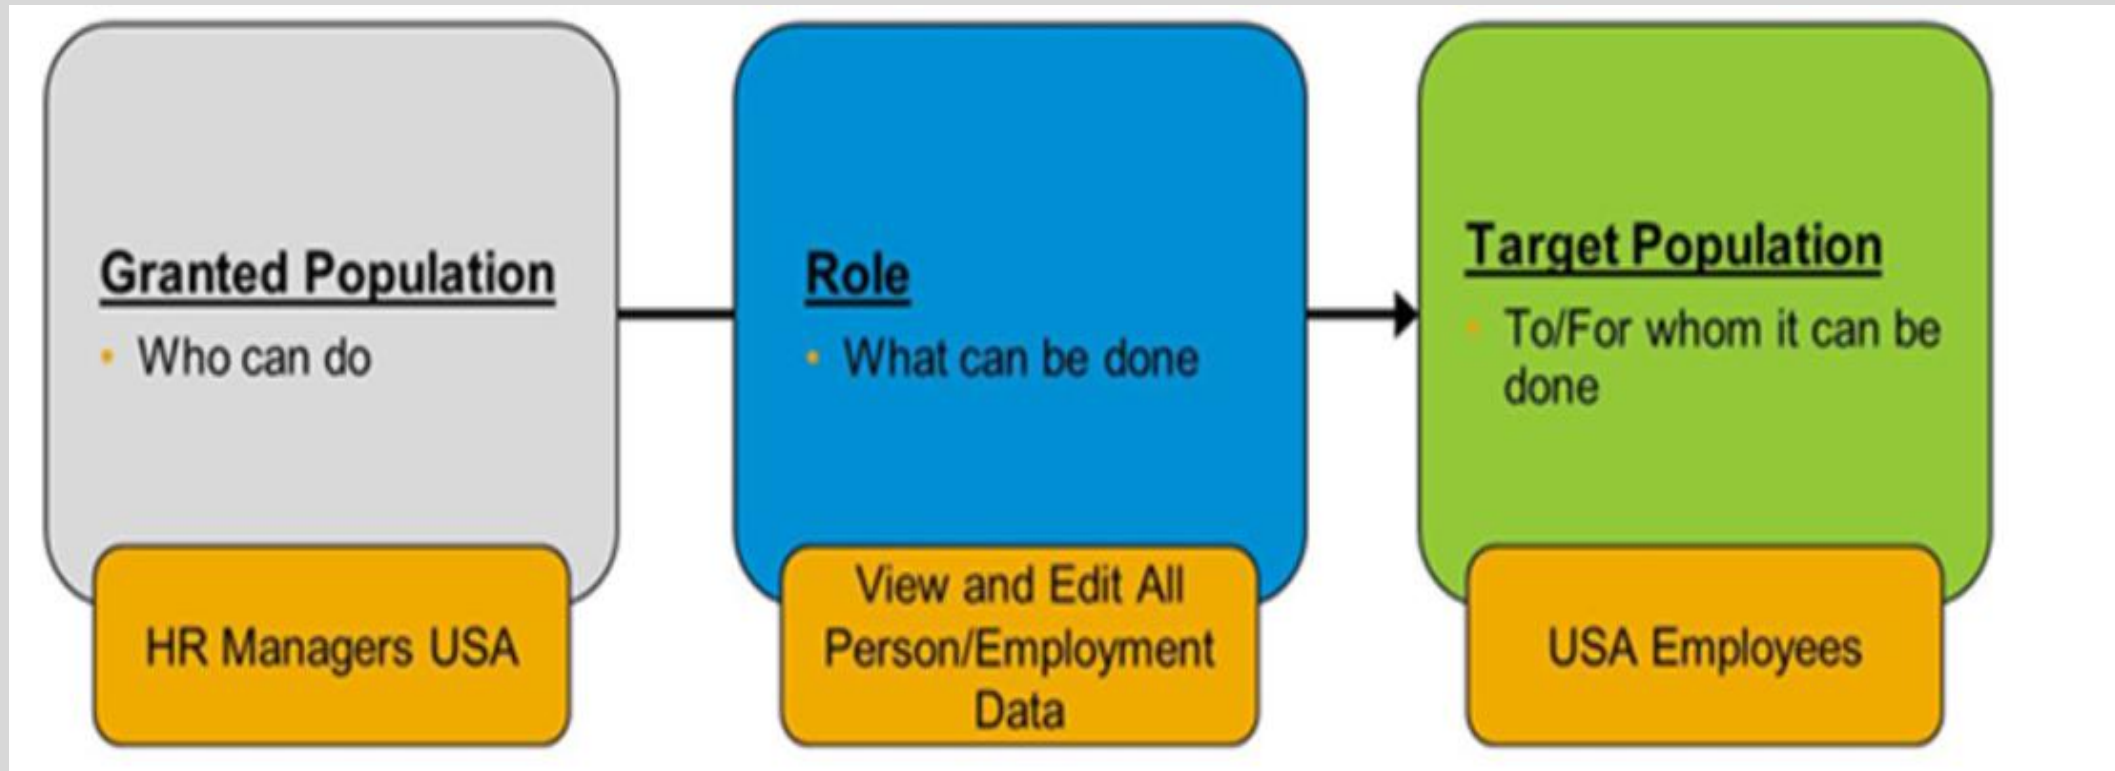 Granted Population
• Who can do
HR Managers USA
Role
• What can be done
View and Edit All
Person/Employment
Data
Target Population
• To/For whom it can be
done
USA Employees